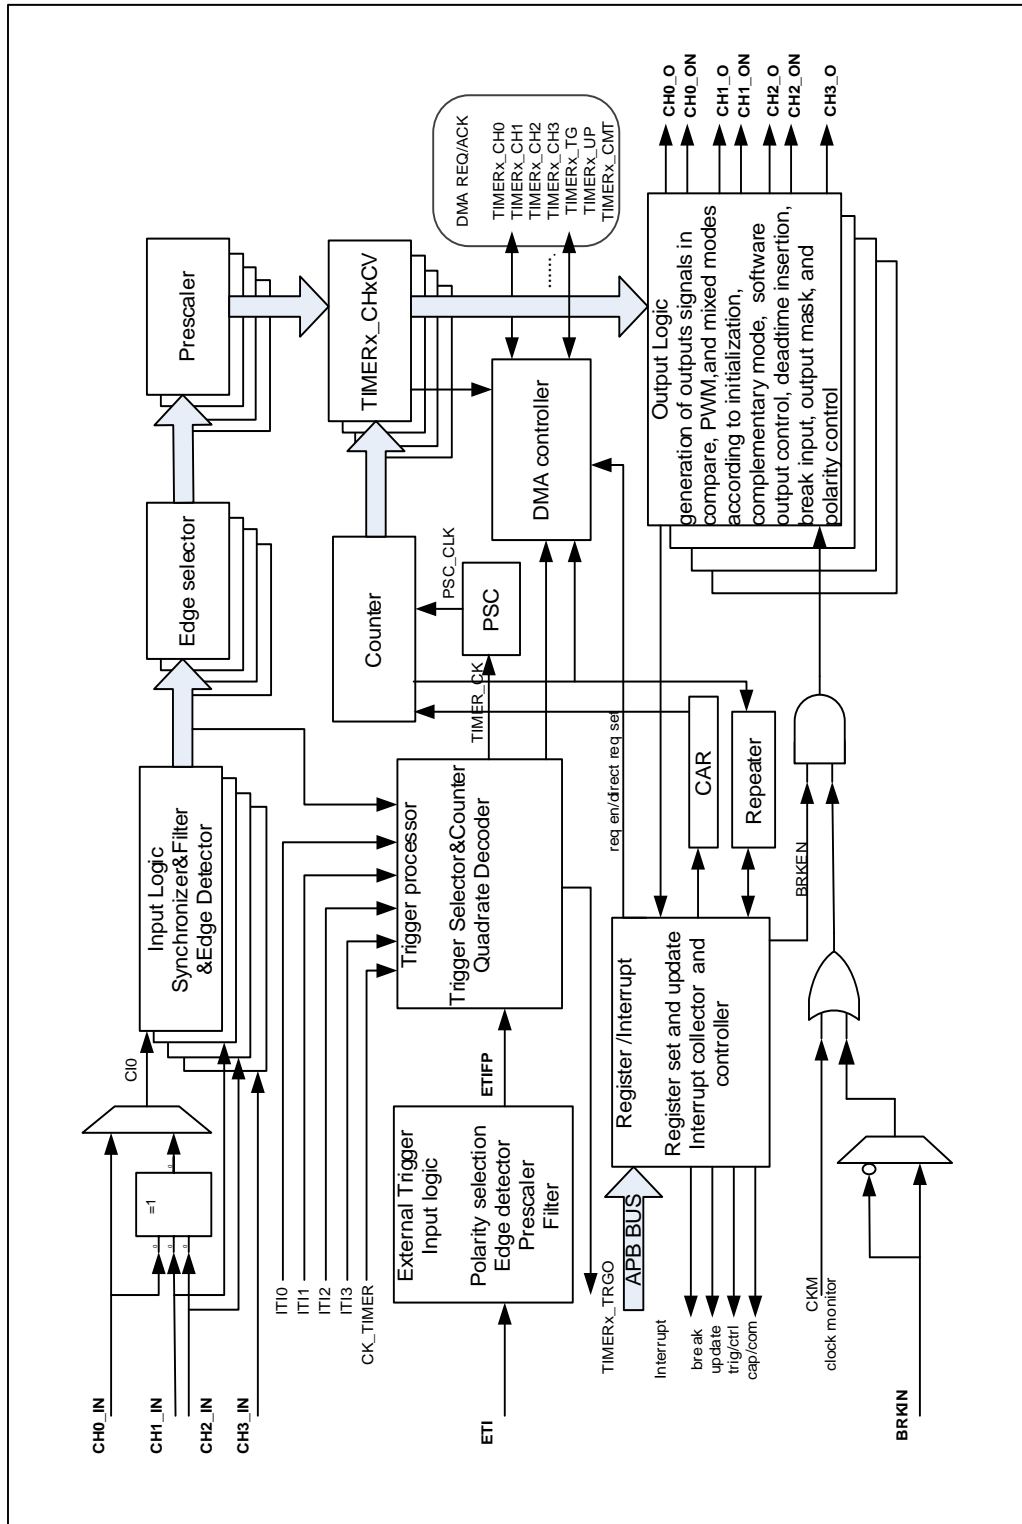 CH0_IN
CH1_IN
CH2_IN
CH3_IN
=1
0
0
0
0
CI0
Input Logic
Synchronizer&Filter
&Edge Detector
Edge selector
Prescaler
ITI0
ITI1
ITI2
ITI3
CK_TIMER
Trigger processor
Trigger Selector&Counter
Quadrate Decoder
TIMER_CK
PSC
PSC_CLK
Counter
TIMERx_CHxCV
DMA REQ/ACK
TIMERx_CH0
TIMERx_CH1
TIMERx_CH2
TIMERx_CH3
TIMERx_TG
TIMERx_UP
TIMERx_CMT
.......
DMA controller
ETI
External Trigger
Input logic
Polarity selection
Edge detector
Prescaler
Filter
ETIFP
TIMERx_TRGO
APB BUS
Interrupt
break
update
trig/ctrl
cap/com
Register /Interrupt
Register set and update
Interrupt collector and
controller
req en/direct req set
CAR
Repeater
BRKEN
Output Logic
generation of outputs signals in
compare, PWM,and mixed modes
according to initialization,
complementary mode, software
output control, deadtime insertion,
break input, output mask, and
polarity control
CH0_O
CH0_ON
CH1_O
CH1_ON
CH2_O
CH2_ON
CH3_O
CKM
clock monitor
BRKIN